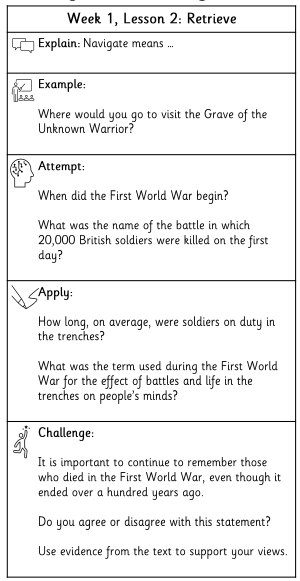 Week 1, Lesson 2: Retrieve
Explain: Navigate means ...
Example:
Where would you go to visit the Grave of the
Unknown Warrior?
Attempt:
When did the First World War begin?
What was the name of the battle in which
20,000 British soldiers were killed on the first
day?
Apply:
How long, on average, were soldiers on duty in
the trenches?
What was the term used during the First World
War for the effect of battles and life in the
trenches on people's minds?
Challenge:
It is important to continue to remember those
who died in the First World War, even though it
ended over a hundred years ago.
Do you agree or disagree with this statement?
Use evidence from the text to support your views.